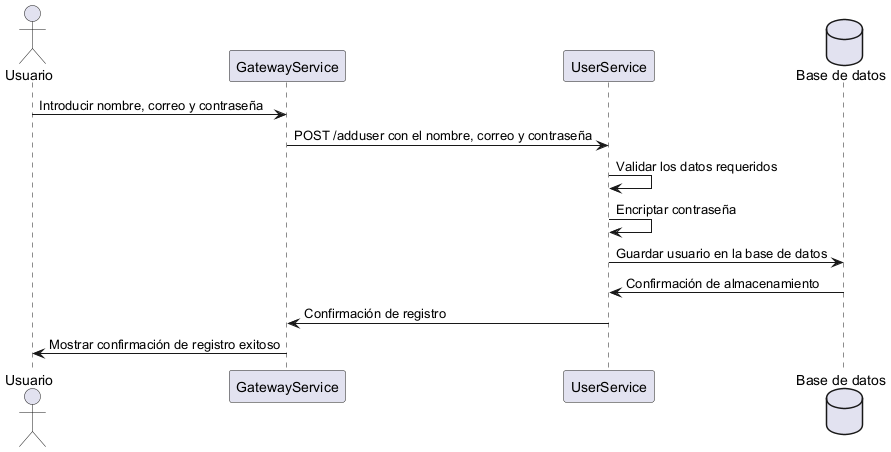 Usuario
GatewayService
UserService
Base de datos
Introducir nombre, correo y contraseña
POST /adduser con el nombre, correo y contraseña
Validar los datos requeridos
Encriptar contraseña
Guardar usuario en la base de datos
Confirmación de almacenamiento
Confirmación de registro
Mostrar confirmación de registro exitoso
Usuario
GatewayService
UserService
Base de datos